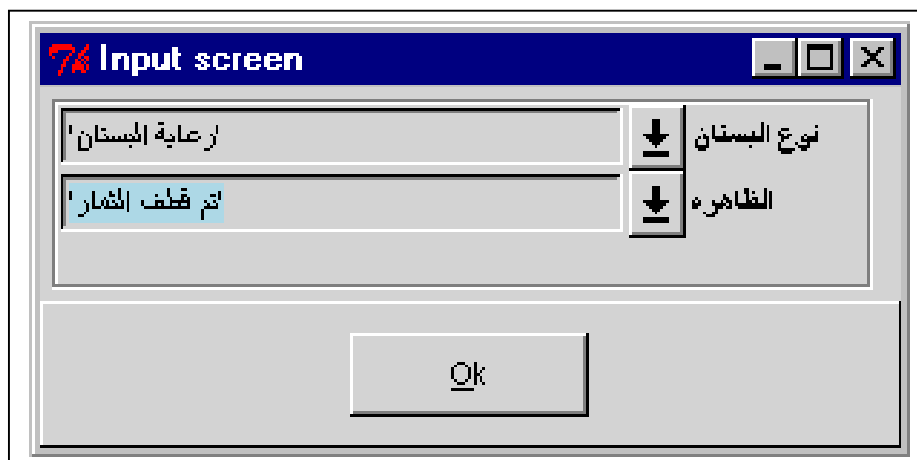 Input screen
نوع البستان 'رعاية البستان'
الظاهره 'تم قطف الثمار'
Ok